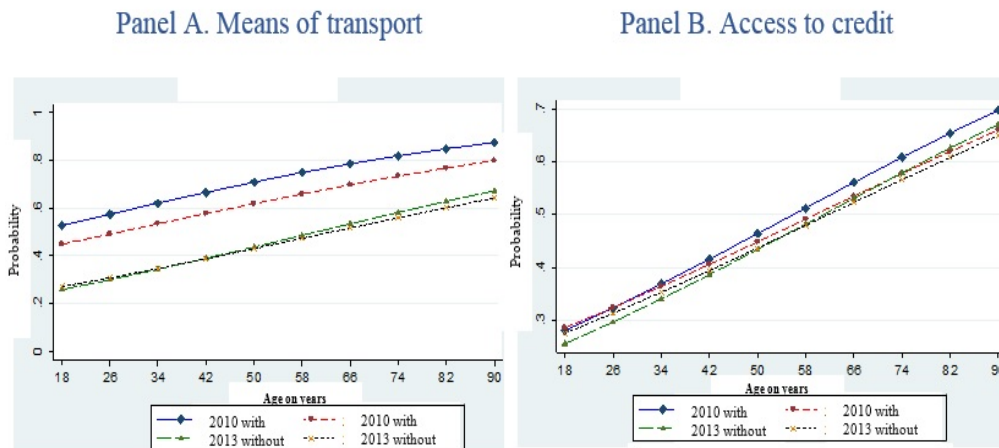 Panel A. Means of transport
Panel B. Access to credit
Probability
1
.8
.6
.4
.2
0
18 26 34 42 50 58 66 74 82 90
Age on years
2010 with
2010 with
2013 without
2013 without
Probability
.7
.6
.5
.4
.3
18 26 34 42 50 58 66 74 82 90
Age on years
2010 with
2010 with
2013 without
2013 without